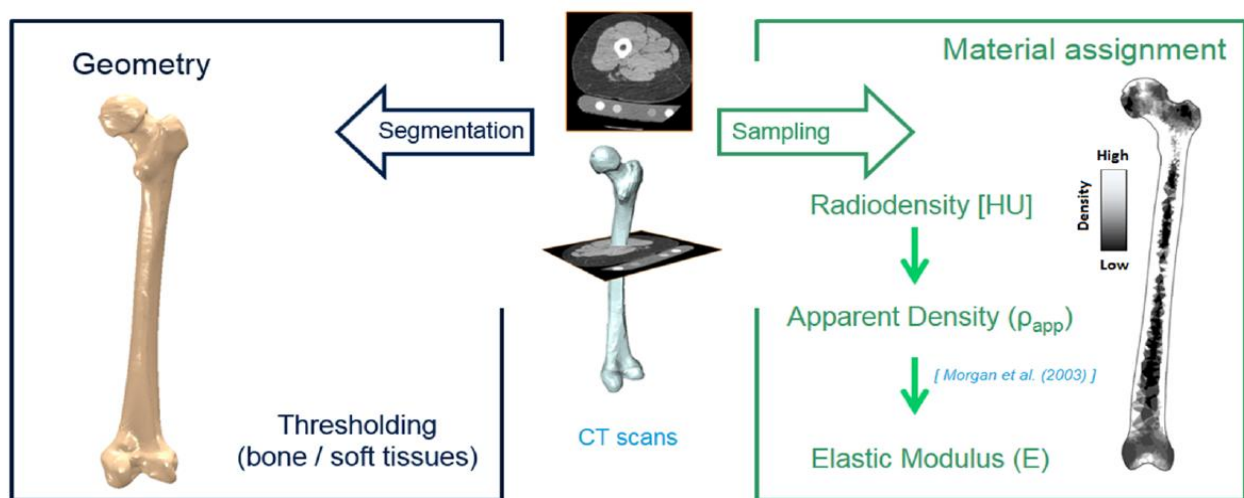 Geometry
Segmentation
Thresholding
(bone / soft tissues)
CT scans
Material assignment
Sampling
Radiodensity [HU]
Apparent Density (ρapp)
[ Morgan et al. (2003) ]
Elastic Modulus (E)
High
Density
Low